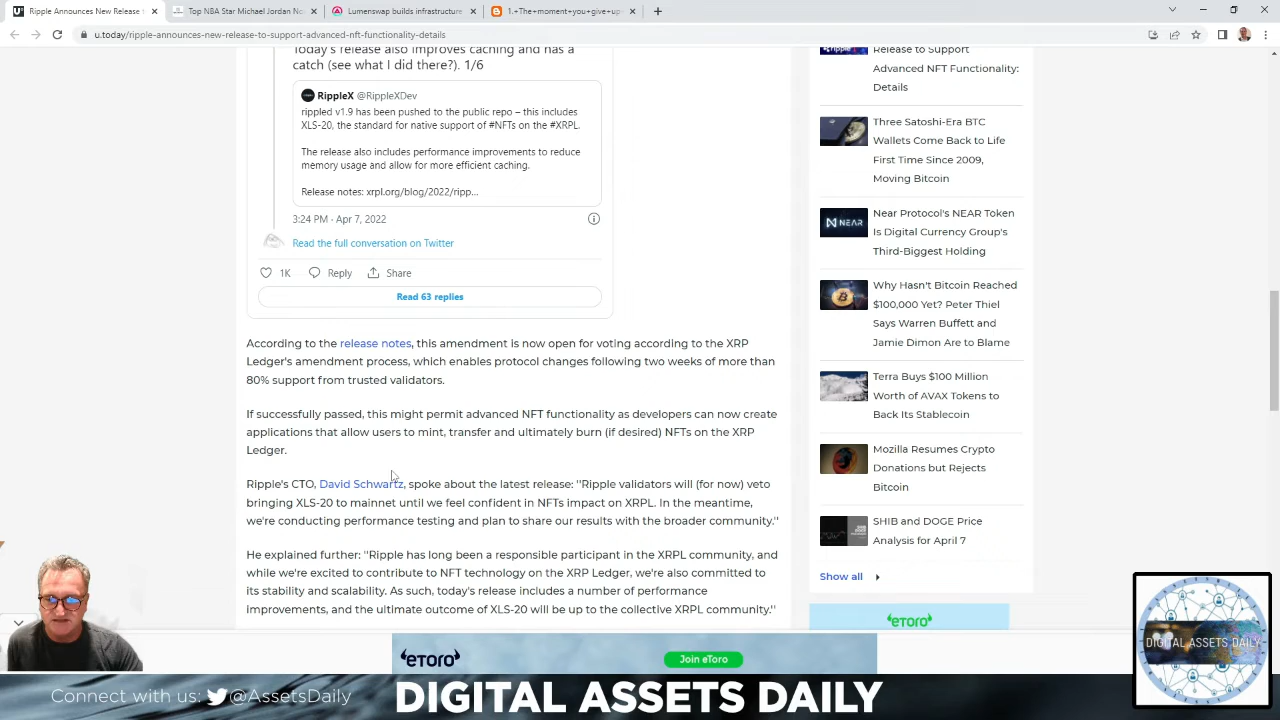 Ripple Announces New Release t
Top NBA Star Michael Jordan No
Lumenswap builds infrastructure
1.+The+moment+you+give+up+
u.today/ripple-announces-new-release-to-support-advanced-nft-functionality-details
Today's release also improves caching and has a
catch (see what I did there?). 1/6
RippleX @RippleXDev
rippled v1.9 has been pushed to the public repo – this includes
XLS-20, the standard for native support of #NFTs on the #XRPL.
The release also includes performance improvements to reduce
memory usage and allow for more efficient caching.
Release notes: xrpl.org/blog/2022/ripp...
3:24 PM · Apr 7, 2022
Read the full conversation on Twitter
1K Reply Share
Read 63 replies
According to the release notes, this amendment is now open for voting according to the XRP
Ledger's amendment process, which enables protocol changes following two weeks of more than
80% support from trusted validators.
If successfully passed, this might permit advanced NFT functionality as developers can now create
applications that allow users to mint, transfer and ultimately burn (if desired) NFTs on the XRP
Ledger.
Ripple's CTO, David Schwartz, spoke about the latest release: ''Ripple validators will (for now) veto
bringing XLS-20 to mainnet until we feel confident in NFTs impact on XRPL. In the meantime,
we're conducting performance testing and plan to share our results with the broader community.''
He explained further: ''Ripple has long been a responsible participant in the XRPL community, and
while we're excited to contribute to NFT technology on the XRP Ledger, we're also committed to
its stability and scalability. As such, today's release includes a number of performance
improvements, and the ultimate outcome of XLS-20 will be up to the collective XRPL community.''
ripple
Release to Support
Advanced NFT Functionality:
Details
Three Satoshi-Era BTC
Wallets Come Back to Life
First Time Since 2009,
Moving Bitcoin
NEAR
Near Protocol's NEAR Token
Is Digital Currency Group's
Third-Biggest Holding
Why Hasn't Bitcoin Reached
$100,000 Yet? Peter Thiel
Says Warren Buffett and
Jamie Dimon Are to Blame
Terra Buys $100 Million
Worth of AVAX Tokens to
Back Its Stablecoin
Mozilla Resumes Crypto
Donations but Rejects
Bitcoin
SHIB and DOGE Price
Analysis for April 7
Show all
eToro
eToro
Join eToro
DIGITAL ASSETS DAILY
Connect with us: @AssetsDaily
DIGITAL ASSETS DAILY